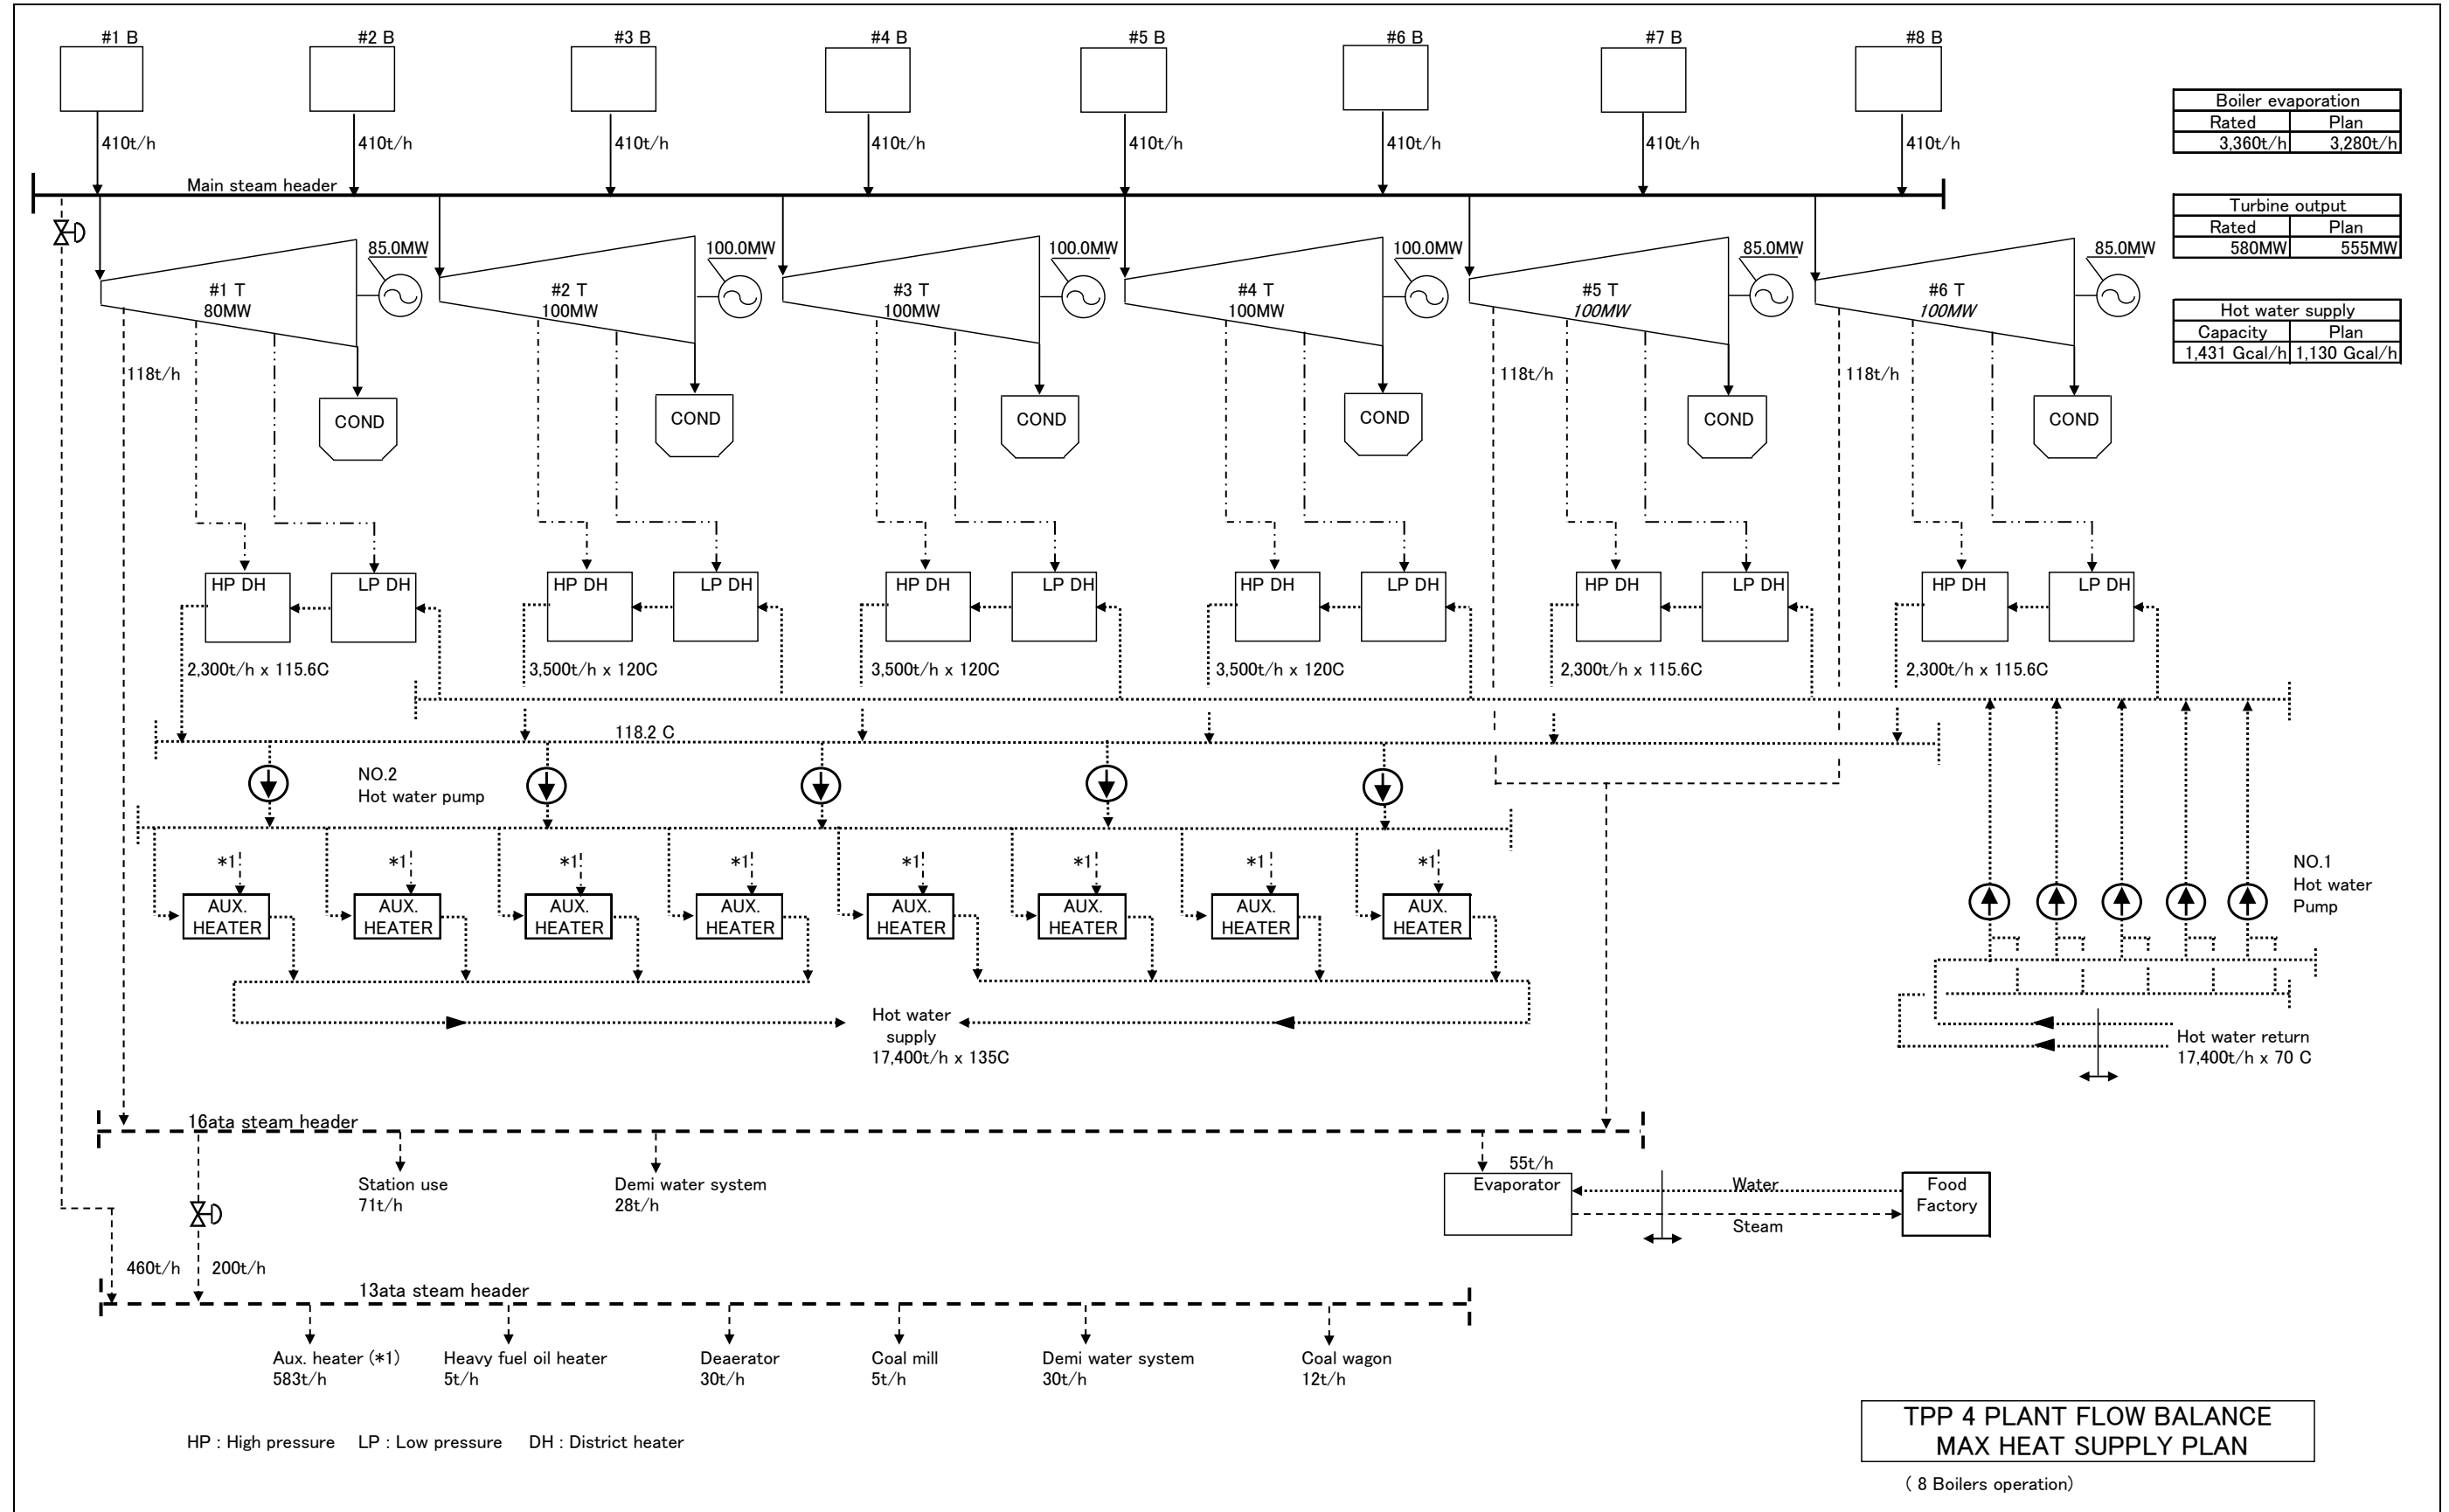 #1 B
#2 B
#3 B
#4 B
#5 B
#6 B
#7 B
#8 B
410t/h
410t/h
410t/h
410t/h
410t/h
410t/h
410t/h
410t/h
Boiler evaporation
Rated Plan
3,360t/h 3,280t/h
Main steam header
Turbine output
Rated Plan
580MW 555MW
85.0MW
100.0MW
100.0MW
100.0MW
85.0MW
85.0MW
#1 T
80MW
#2 T
100MW
#3 T
100MW
#4 T
100MW
#5 T
100MW
#6 T
100MW
Hot water supply
Capacity Plan
1,431 Gcal/h 1,130 Gcal/h
118t/h
118t/h
118t/h
COND
COND
COND
COND
COND
COND
HP DH
LP DH
HP DH
LP DH
HP DH
LP DH
HP DH
LP DH
HP DH
LP DH
HP DH
LP DH
2,300t/h x 115.6C
3,500t/h x 120C
3,500t/h x 120C
3,500t/h x 120C
2,300t/h x 115.6C
2,300t/h x 115.6C
118.2 C
NO.2
Hot water pump
*1
*1
*1
*1
*1
*1
*1
*1
AUX.
HEATER
AUX.
HEATER
AUX.
HEATER
AUX.
HEATER
AUX.
HEATER
AUX.
HEATER
AUX.
HEATER
AUX.
HEATER
NO.1
Hot water
Pump
Hot water
supply
17,400t/h x 135C
Hot water return
17,400t/h x 70 C
16ata steam header
Station use
71t/h
Demi water system
28t/h
55t/h
Evaporator
Water
Steam
Food
Factory
460t/h
200t/h
13ata steam header
Aux. heater (*1)
583t/h
Heavy fuel oil heater
5t/h
Deaerator
30t/h
Coal mill
5t/h
Demi water system
30t/h
Coal wagon
12t/h
HP : High pressure LP : Low pressure DH : District heater
TPP 4 PLANT FLOW BALANCE
MAX HEAT SUPPLY PLAN
( 8 Boilers operation)